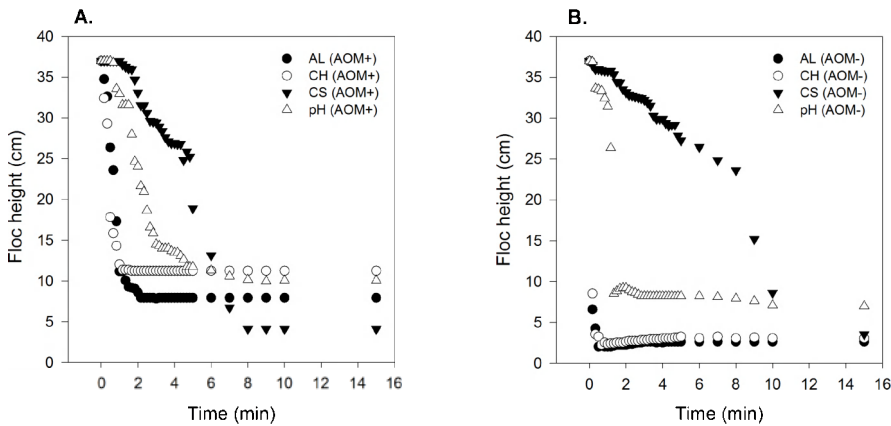 A.
40
35
30
25
20
15
10
5
0
Floc height (cm)
0 2 4 6 8 10 12 14 16
Time (min)
AL (AOM+)
CH (AOM+)
CS (AOM+)
pH (AOM+)
B.
40
35
30
25
20
15
10
5
0
Floc height (cm)
0 2 4 6 8 10 12 14 16
Time (min)
AL (AOM-)
CH (AOM-)
CS (AOM-)
pH (AOM-)